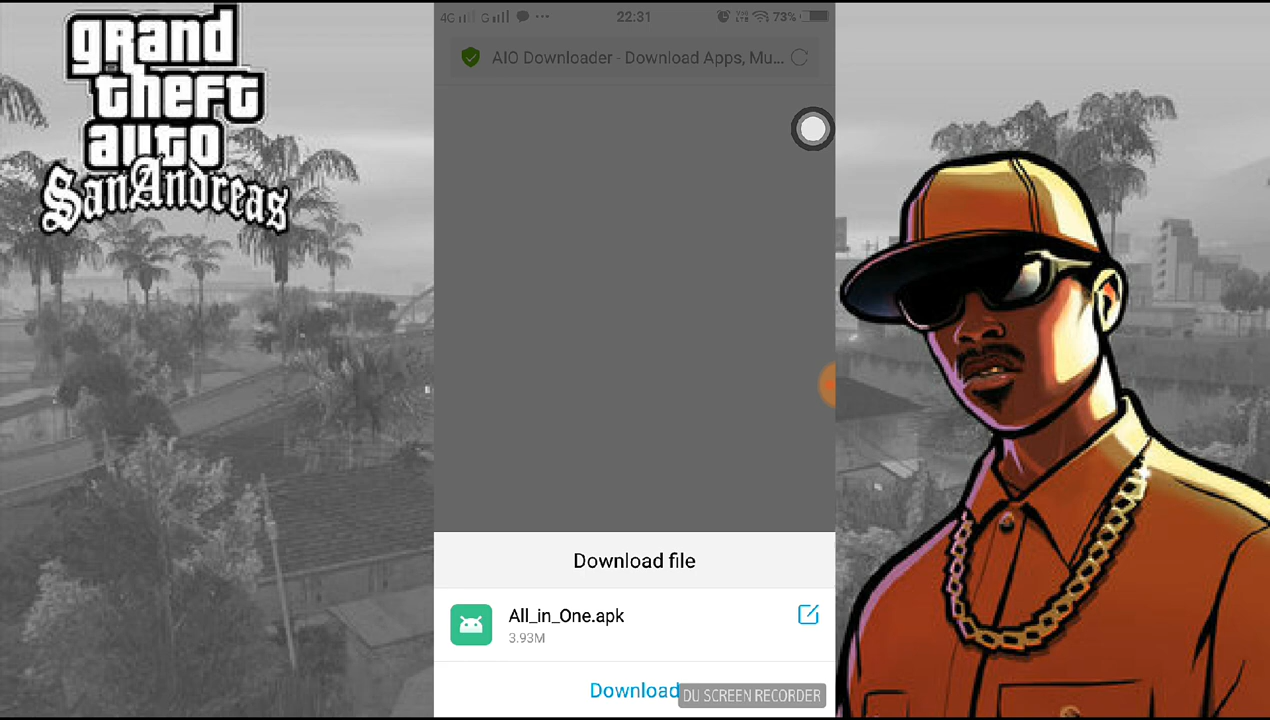 grand
theft
auto
San Andreas
4G G ... 22:31 VoLTE 73%
AIO Downloader - Download Apps, Mu...
Download file
All_in_One.apk
3.93M
Download
DU SCREEN RECORDER